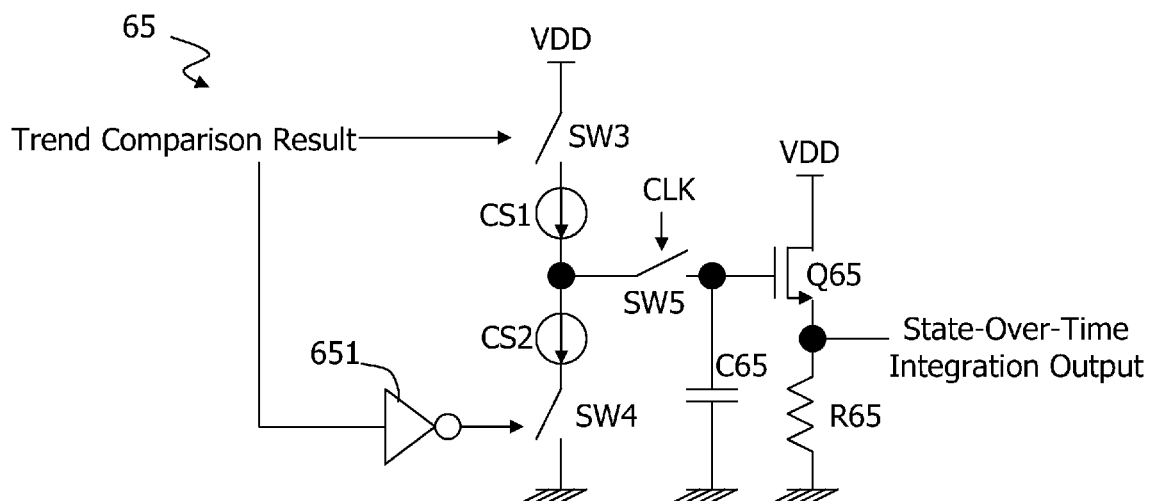 65
VDD
Trend Comparison Result
SW3
VDD
CS1
CLK
Q65
SW5
CS2
State-Over-Time
Integration Output
651
C65
R65
SW4